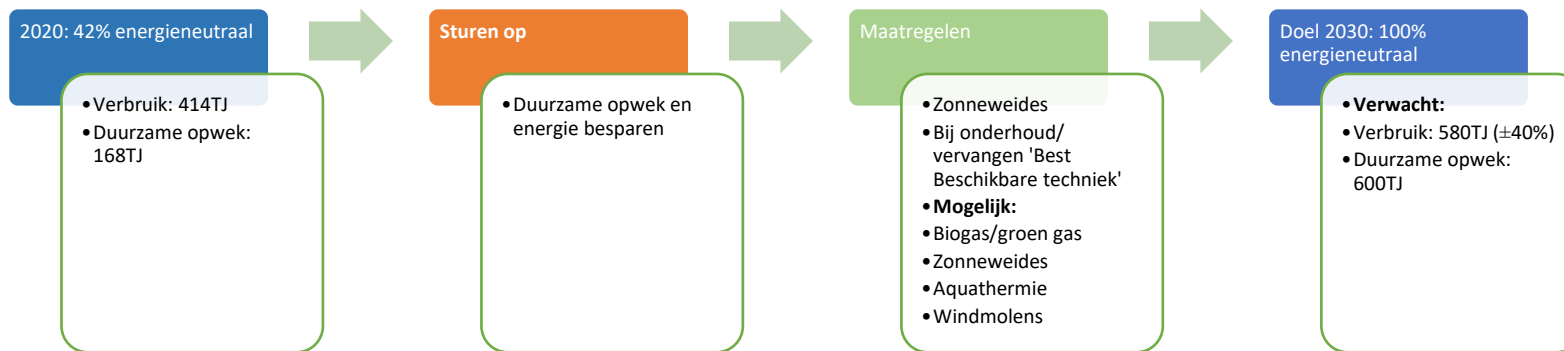 2020: 42% energieneutraal
•Verbruik: 414TJ
•Duurzame opwek:
168TJ
Sturen op
•Duurzame opwek en
energie besparen
Maatregelen
•Zonneweides
•Bij onderhoud/
vervangen 'Best
Beschikbare techniek'
•Mogelijk:
•Biogas/groen gas
•Zonneweides
•Aquathermie
•Windmolens
Doel 2030: 100%
energieneutraal
•Verwacht:
•Verbruik: 580TJ (±40%)
•Duurzame opwek:
600TJ